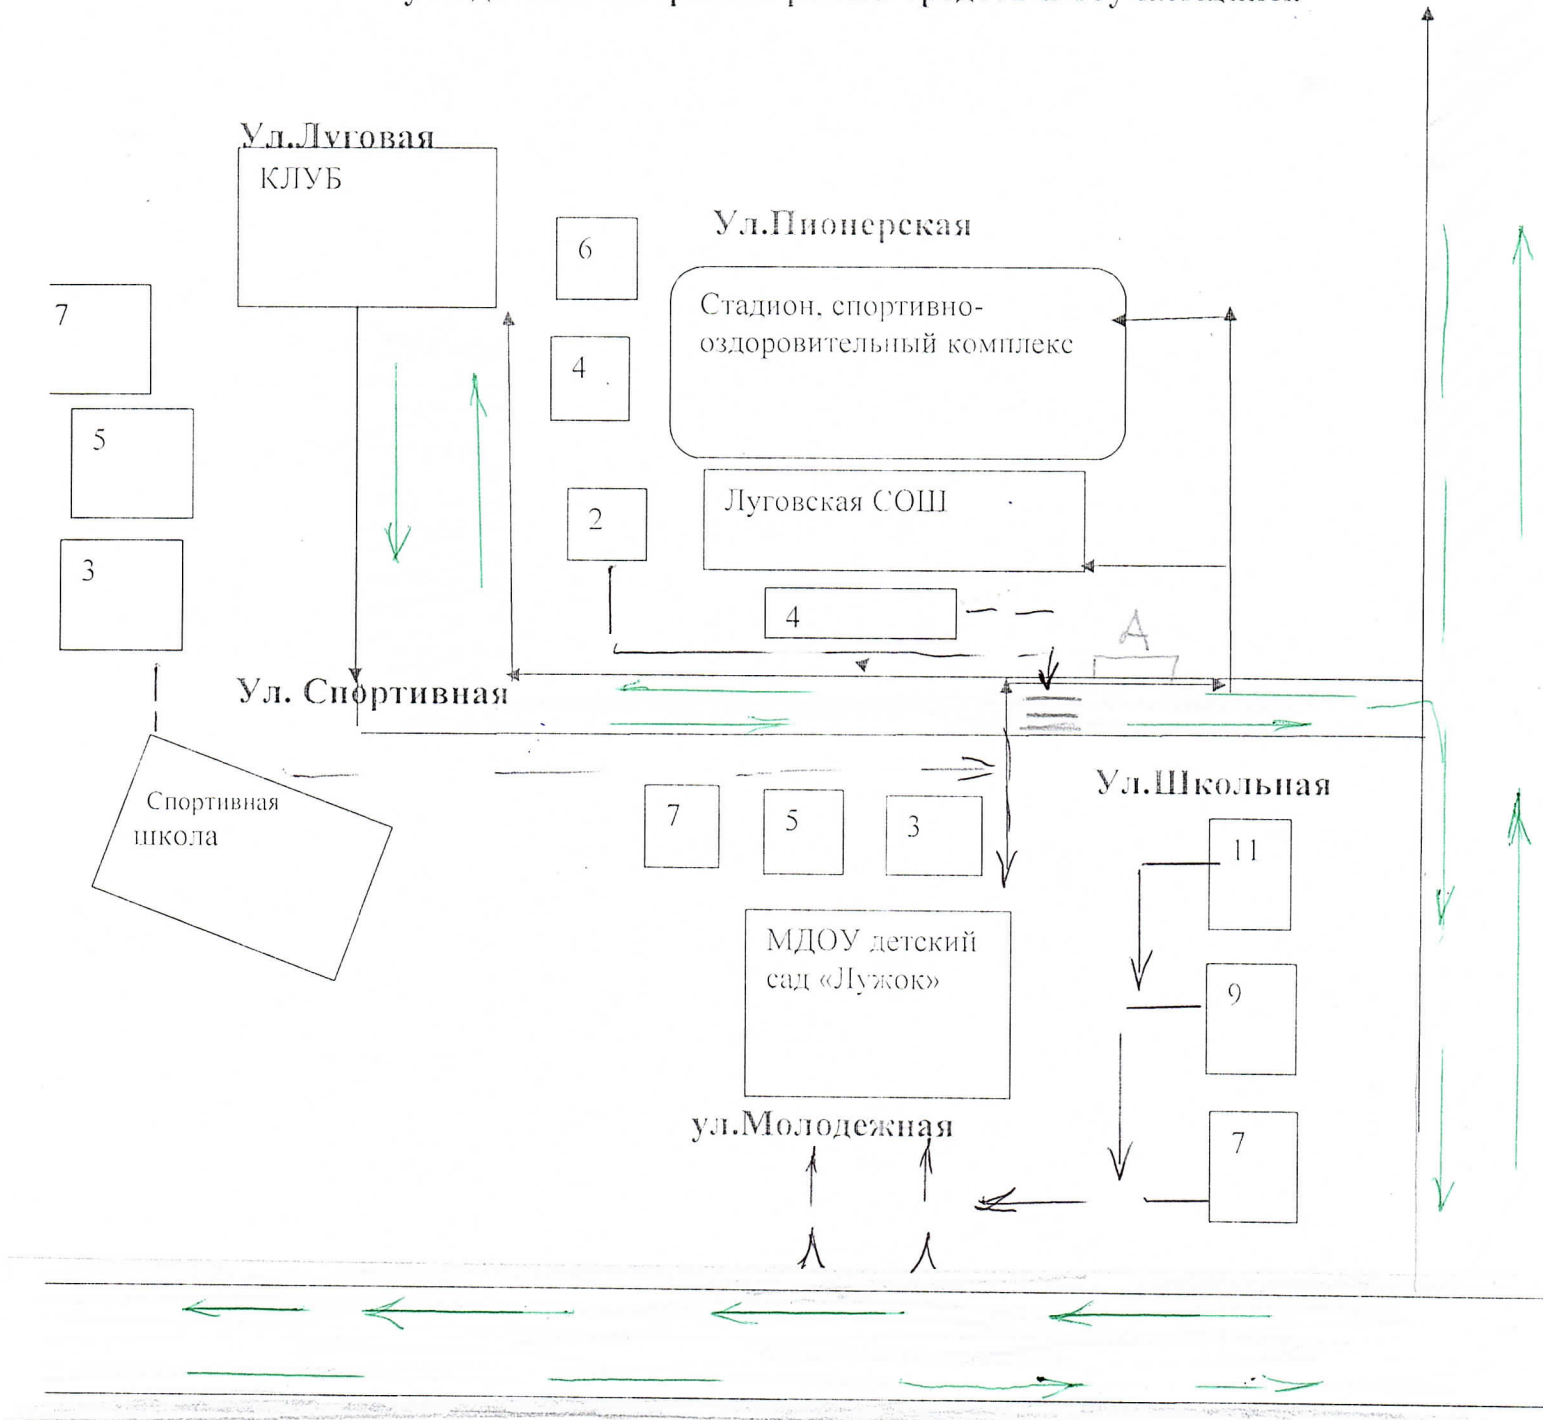 Ул.Луговая
КЛУБ
Ул.Пионерская
6
Стадион, спортивно-
оздоровительный комплекс
7
4
5
Луговская СОШ
2
3
4
А
Ул. Спортивная
Ул.Школьная
Спортивная
школа
7
5
3
11
МДОУ детский
сад «Лужок»
9
ул.Молодежная
7